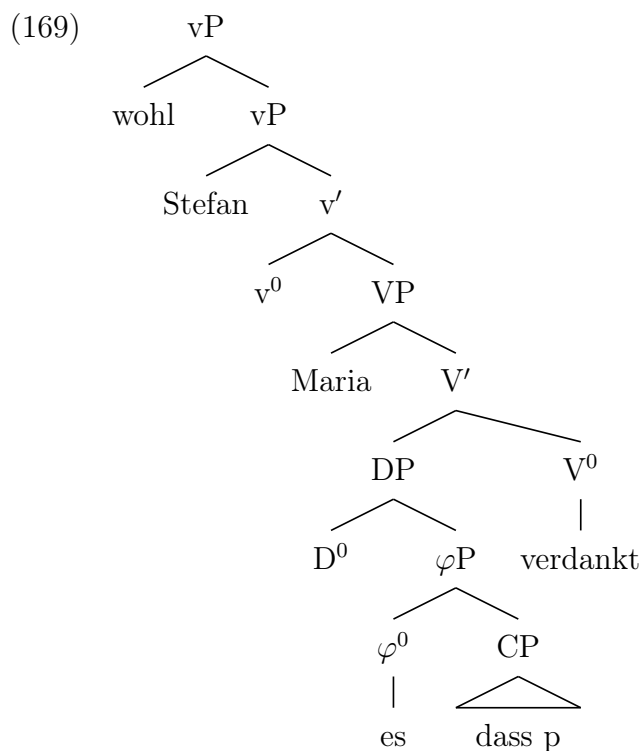 (169) vP
wohl vP
Stefan v′
v⁰ VP
Maria V′
DP V⁰
D⁰ φP verdankt
φ⁰ CP
es dass p